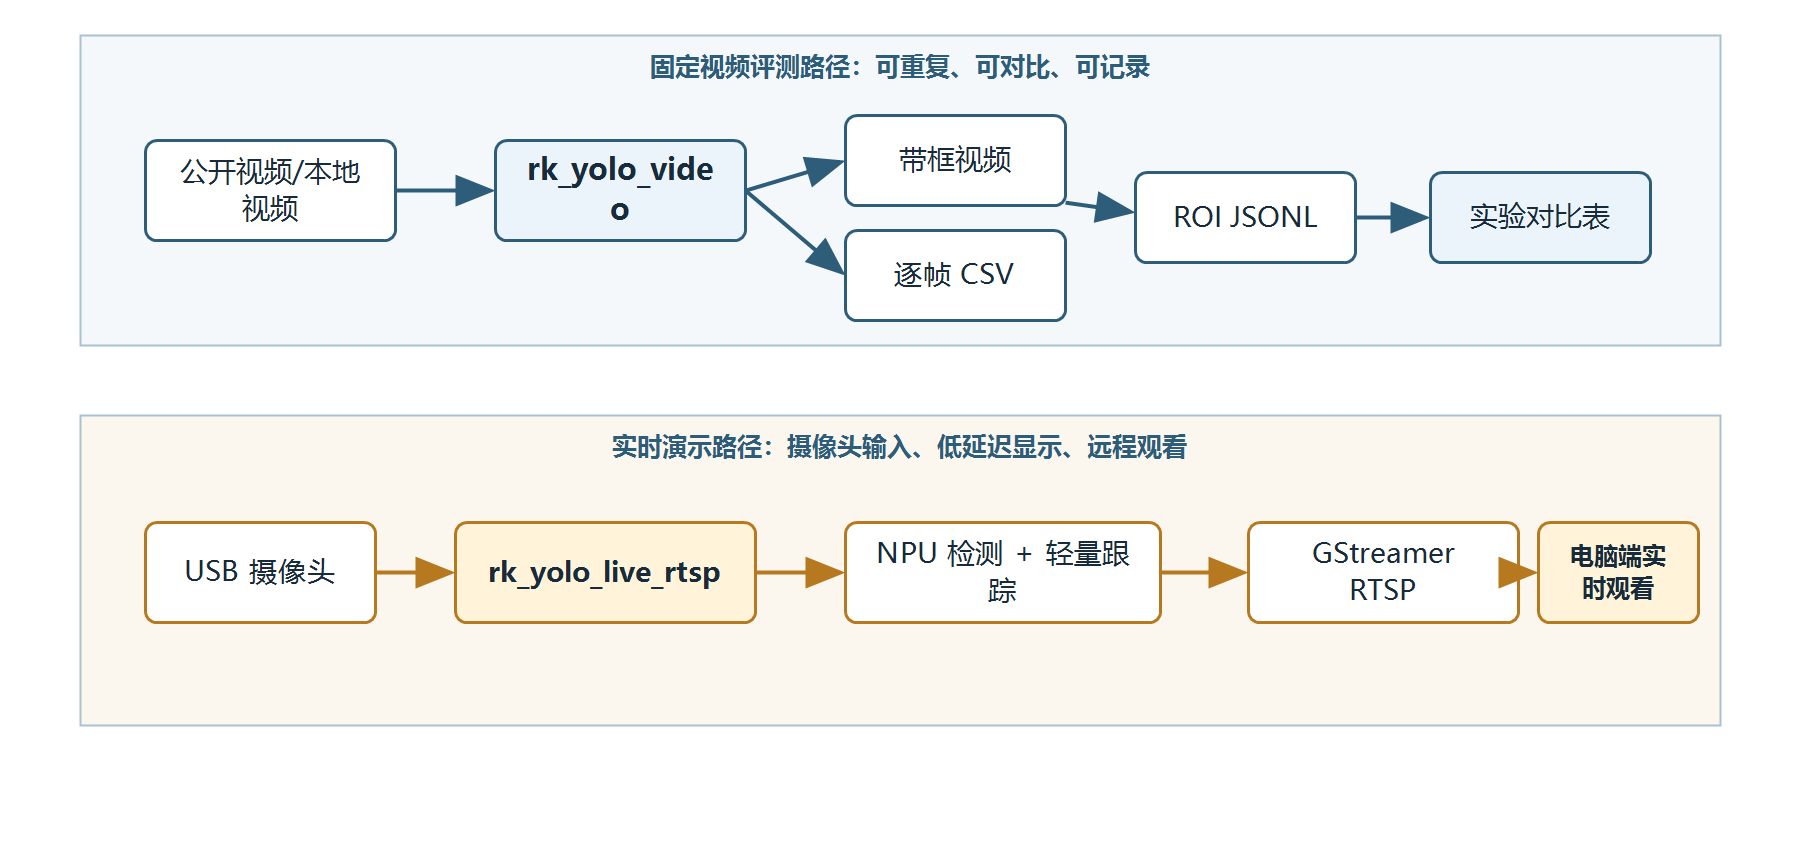 固定视频评测路径：可重复、可对比、可记录
公开视频/本地
视频
rk_yolo_vide
o
带框视频
逐帧 CSV
ROI JSONL
实验对比表
实时演示路径：摄像头输入、低延迟显示、远程观看
USB 摄像头
rk_yolo_live_rtsp
NPU 检测 + 轻量跟
踪
GStreamer
RTSP
电脑端实
时观看